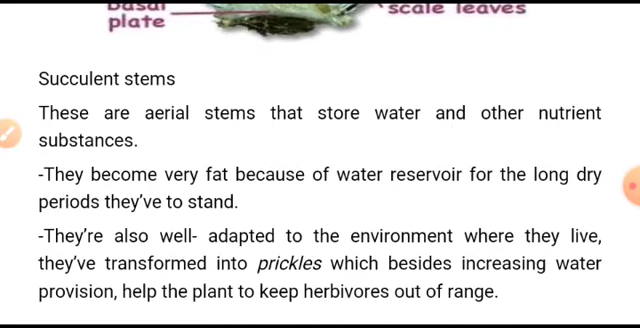 basal
plate
scale leaves
Succulent stems
These are aerial stems that store water and other nutrient
substances.
-They become very fat because of water reservoir for the long dry
periods they've to stand.
-They're also well- adapted to the environment where they live,
they've transformed into prickles which besides increasing water
provision, help the plant to keep herbivores out of range.